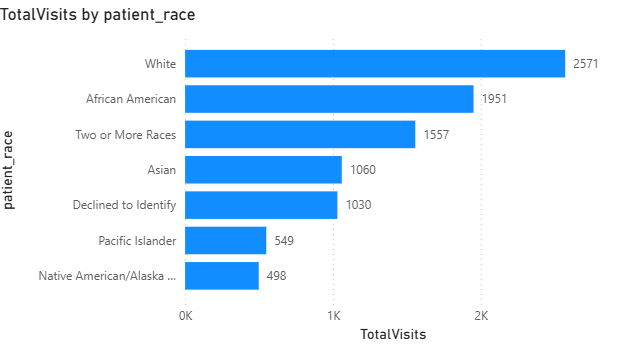 TotalVisits by patient_race
patient_race
White 2571
African American 1951
Two or More Races 1557
Asian 1060
Declined to Identify 1030
Pacific Islander 549
Native American/Alaska ... 498
0K 1K 2K
TotalVisits